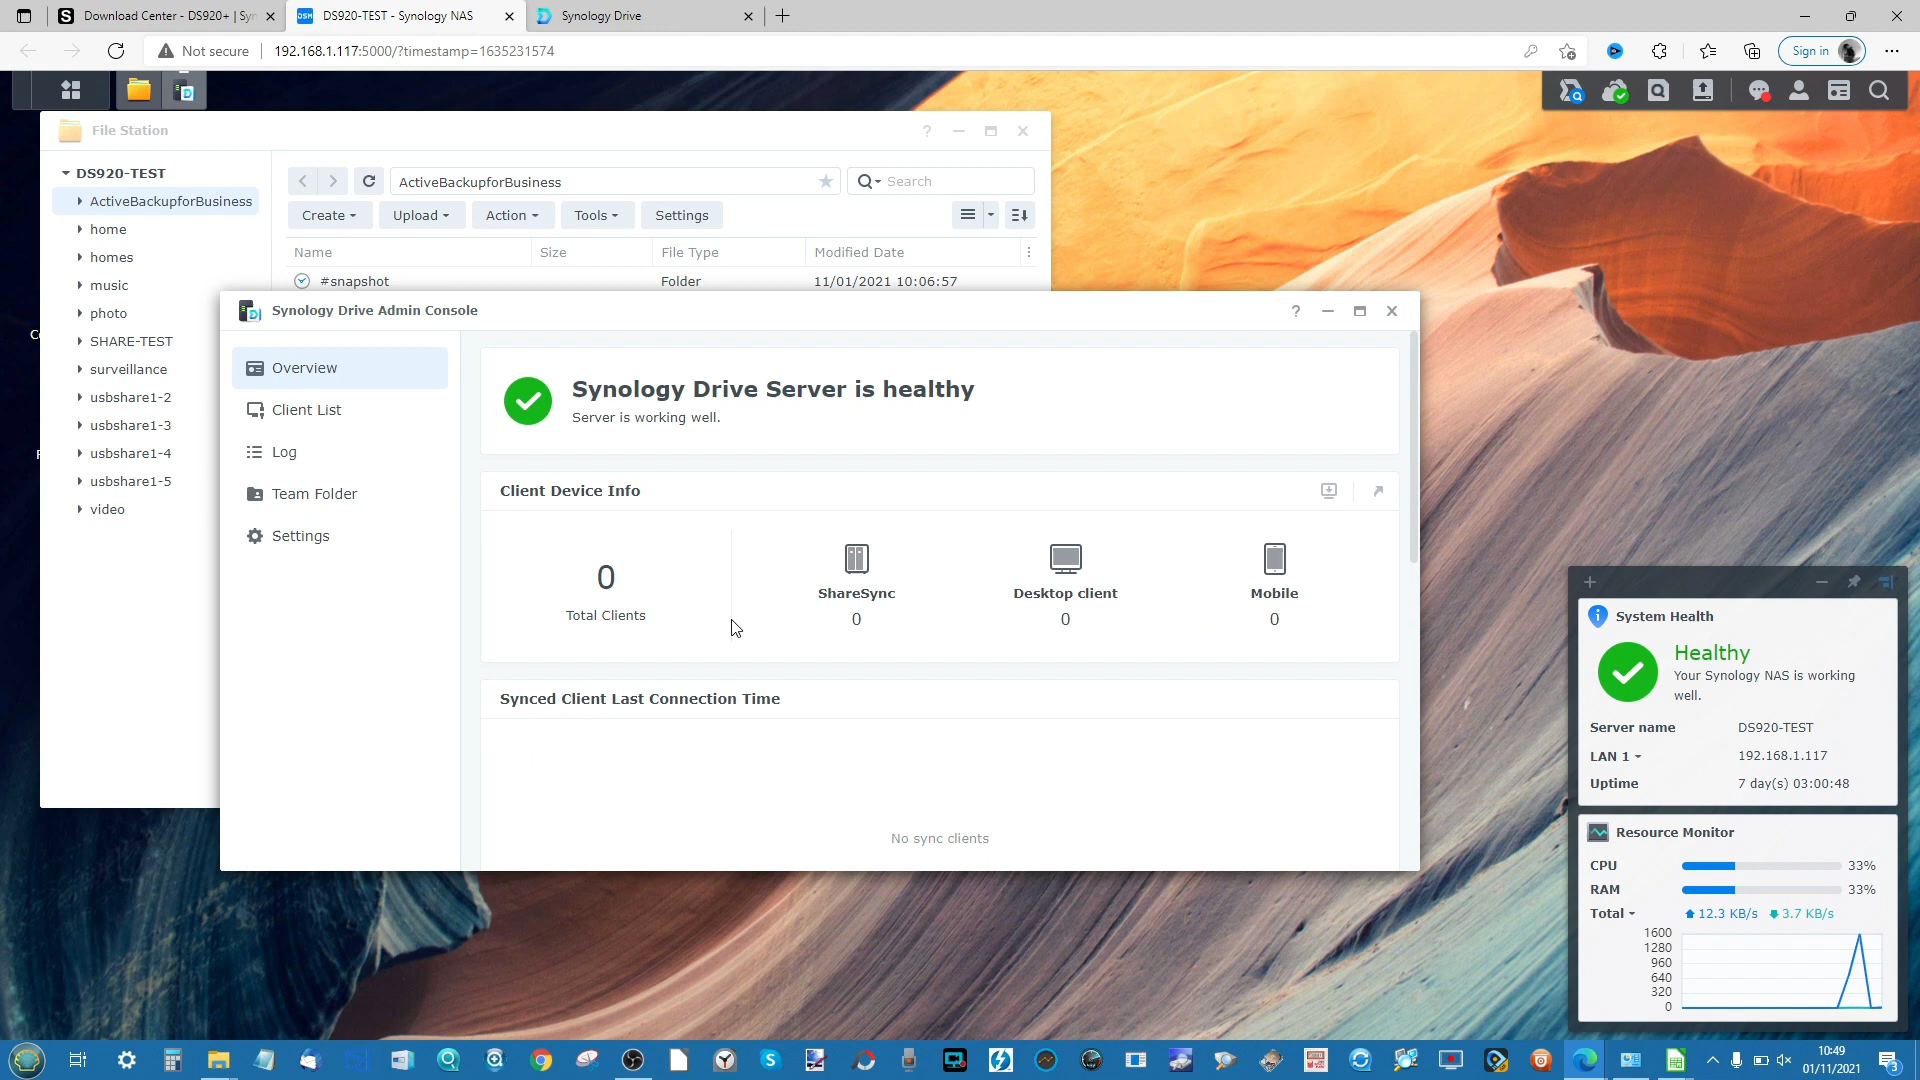 Download Center - DS920+ | Syn
DS920-TEST - Synology NAS
Synology Drive
Not secure
192.168.1.117:5000/?timestamp=1635231574
Sign in
File Station
DS920-TEST
ActiveBackupforBusiness
home
homes
music
photo
SHARE-TEST
surveillance
usbshare1-2
usbshare1-3
usbshare1-4
usbshare1-5
video
ActiveBackupforBusiness
Search
Create
Upload
Action
Tools
Settings
Name
Size
File Type
Modified Date
#snapshot
Folder
11/01/2021 10:06:57
Synology Drive Admin Console
Overview
Client List
Log
Team Folder
Settings
Synology Drive Server is healthy
Server is working well.
Client Device Info
0
Total Clients
ShareSync
0
Desktop client
0
Mobile
0
Synced Client Last Connection Time
No sync clients
System Health
Healthy
Your Synology NAS is working
well.
Server name DS920-TEST
LAN 1 192.168.1.117
Uptime 7 day(s) 03:00:48
Resource Monitor
CPU 33%
RAM 33%
Total 12.3 KB/s 3.7 KB/s
1600
1280
960
640
320
0
10:49
01/11/2021
3